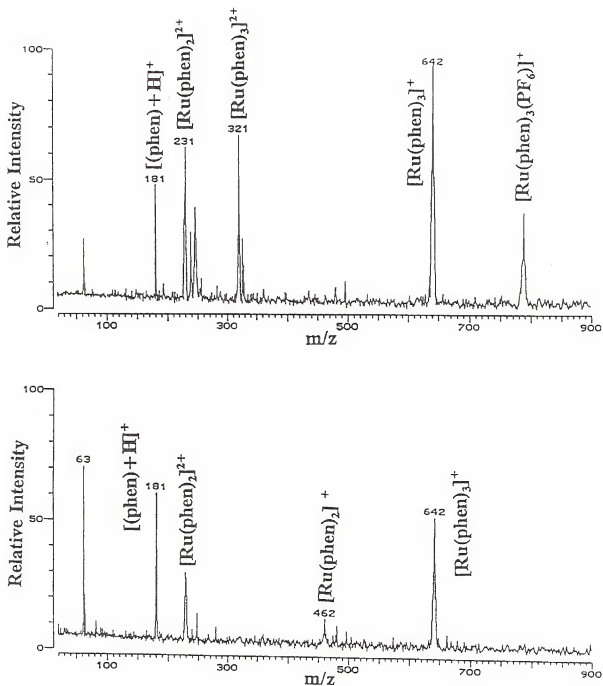 Relative Intensity
100
50
0
[(phen)+H]⁺
181
[Ru(phen)₂]²⁺
231
[Ru(phen)₃]²⁺
321
[Ru(phen)₃]⁺
642
[Ru(phen)₃(PF₆)]⁺
100
300
500
700
900
m/z
Relative Intensity
100
50
0
63
[(phen)+H]⁺
181
[Ru(phen)₂]²⁺
[Ru(phen)₂]⁺
462
642
[Ru(phen)₃]⁺
100
300
500
700
900
m/z